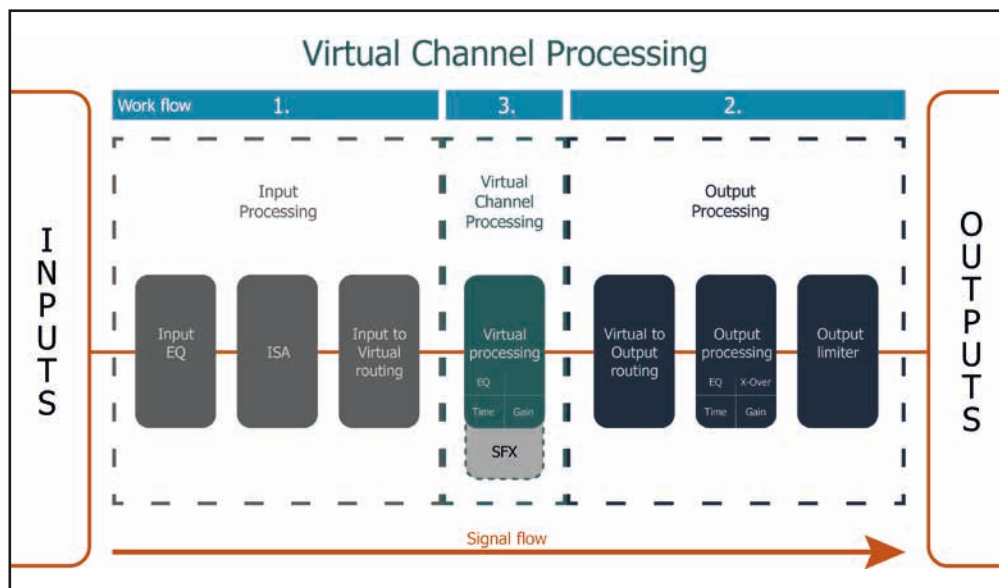 Virtual Channel Processing
Work flow 1. 3. 2.
INPUTS
Input
Processing
Virtual
Channel
Processing
Output
Processing
Input
EQ
ISA
Input to
Virtual
routing
Virtual
processing
EQ
Time Gain
SFX
Virtual to
Output
routing
Output
processing
EQ X-Over
Time Gain
Output
limiter
OUTPUTS
Signal flow